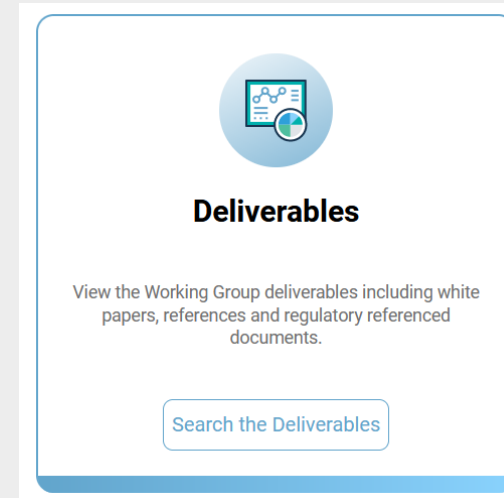 Deliverables
View the Working Group deliverables including white
papers, references and regulatory referenced
documents.
Search the Deliverables